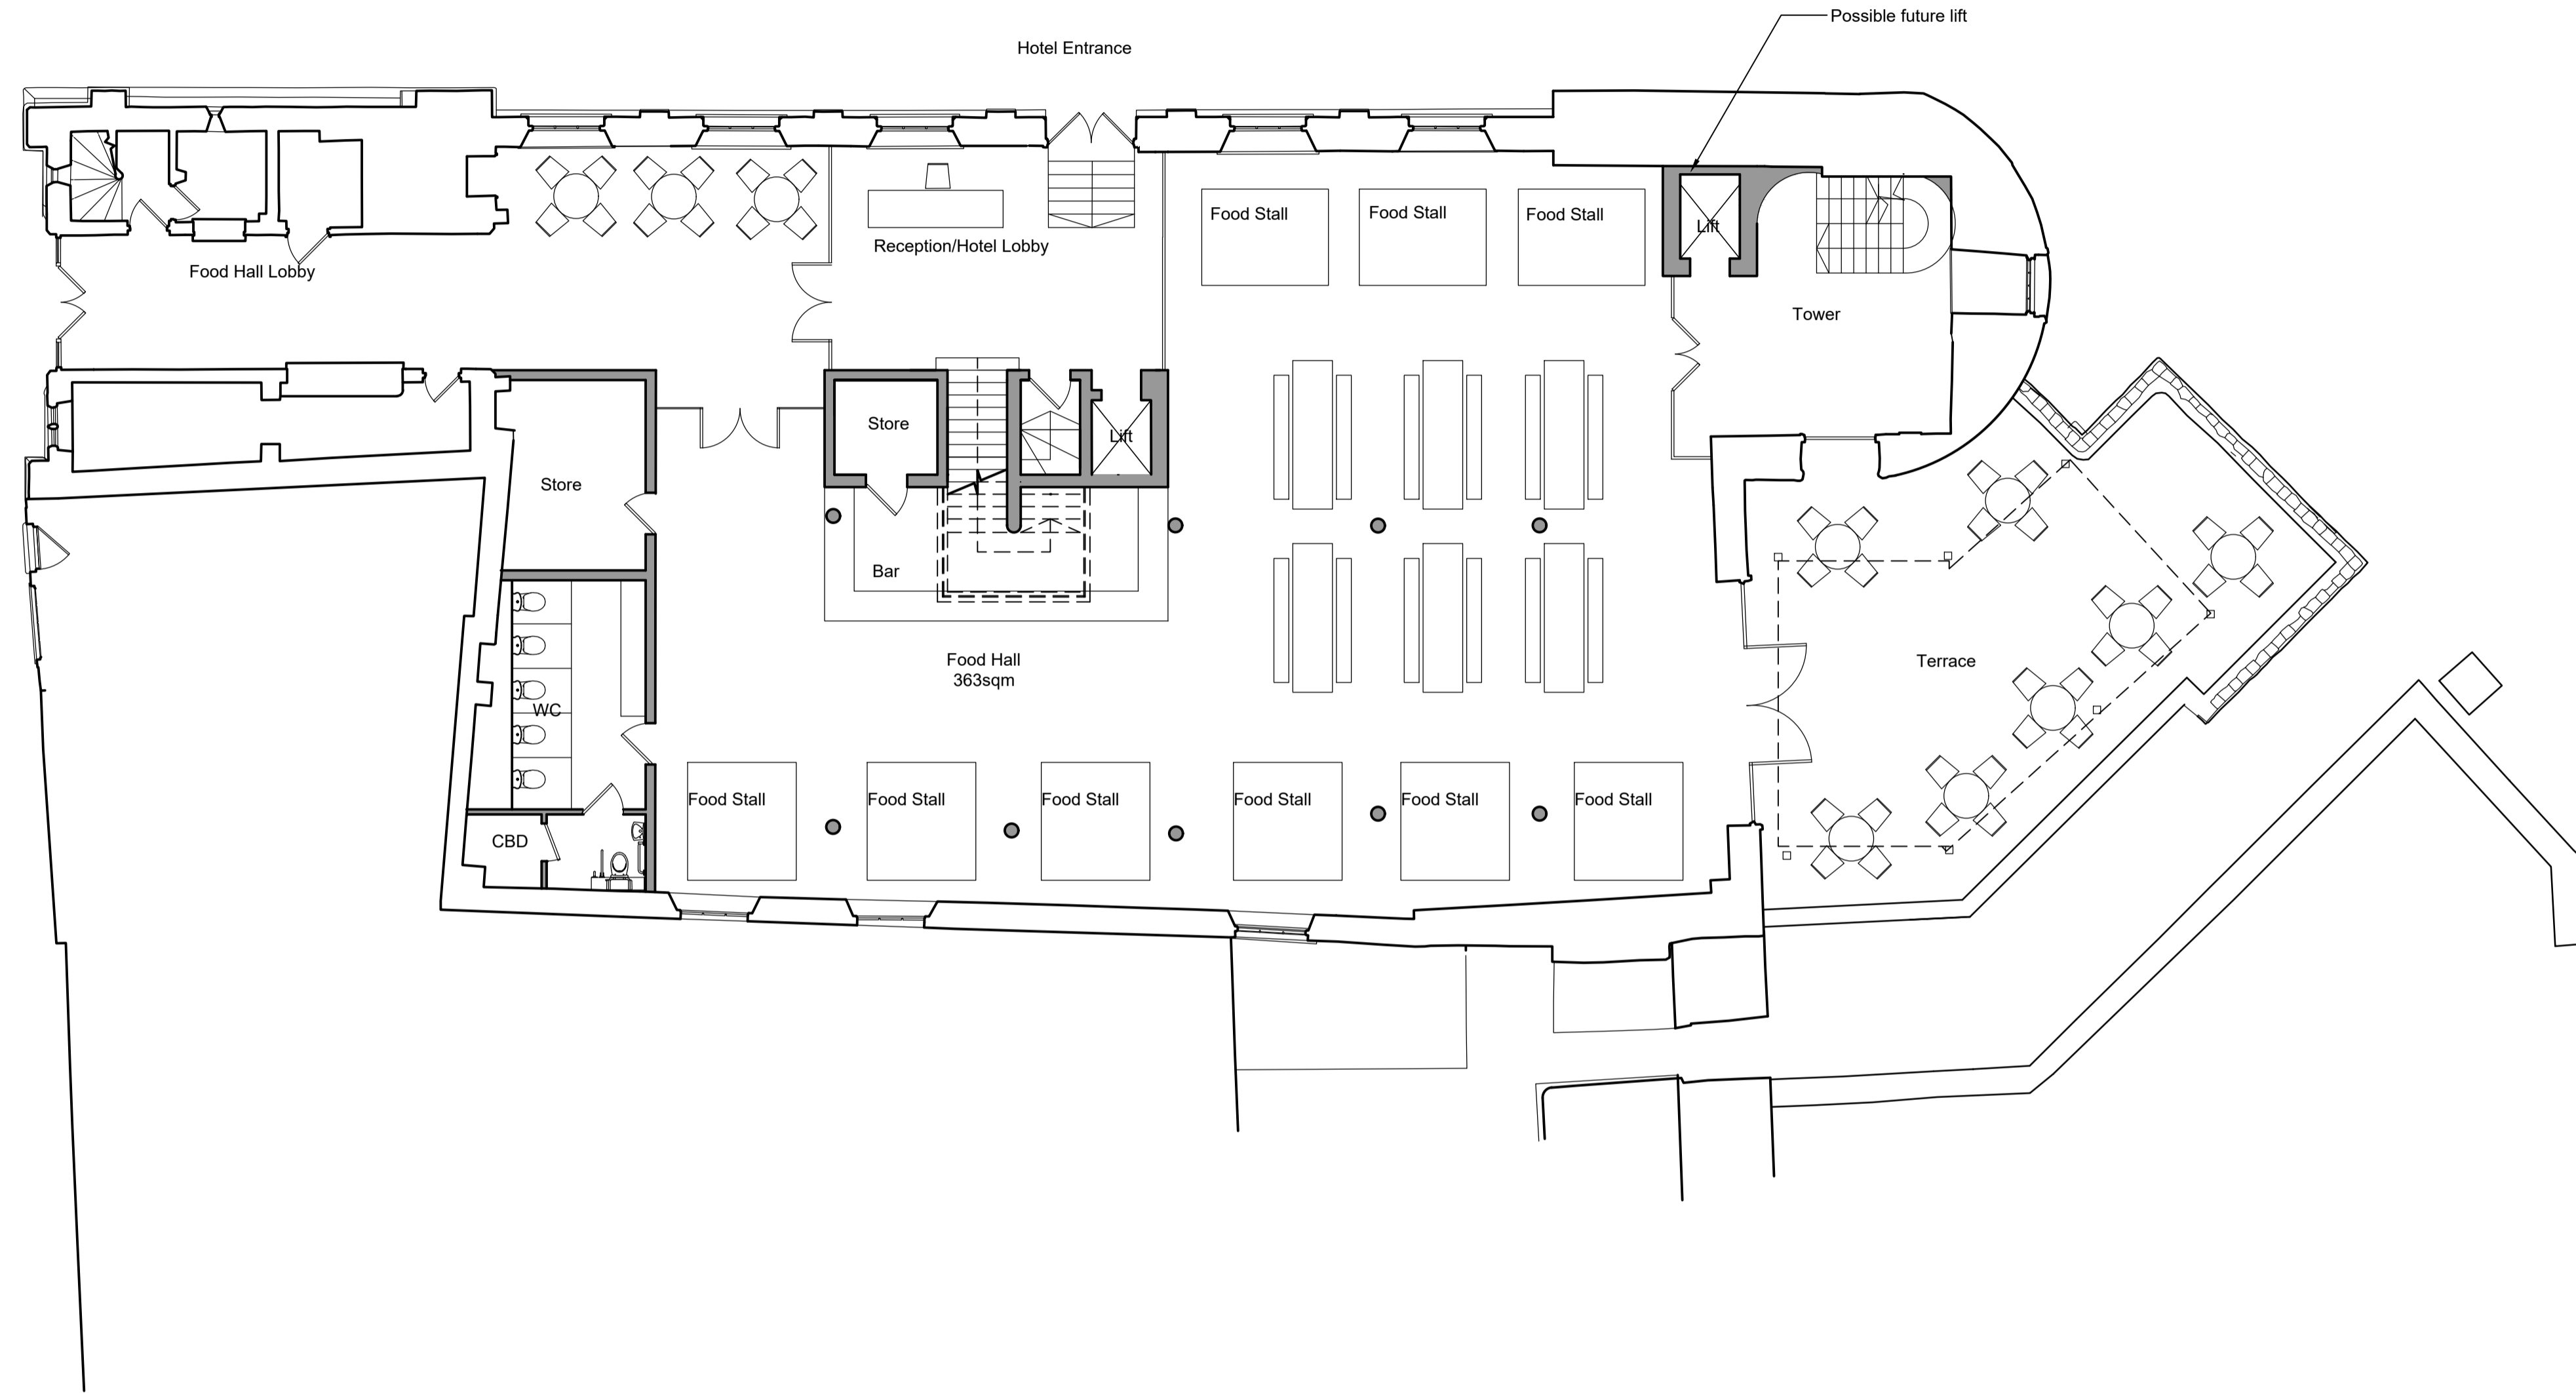 Possible future lift
Hotel Entrance
Food Stall
Food Stall
Food Stall
Lift
Reception/Hotel Lobby
Food Hall Lobby
Tower
Store
Lift
Store
Bar
Food Hall
363sqm
Terrace
WC
Food Stall
Food Stall
Food Stall
Food Stall
Food Stall
Food Stall
CBD